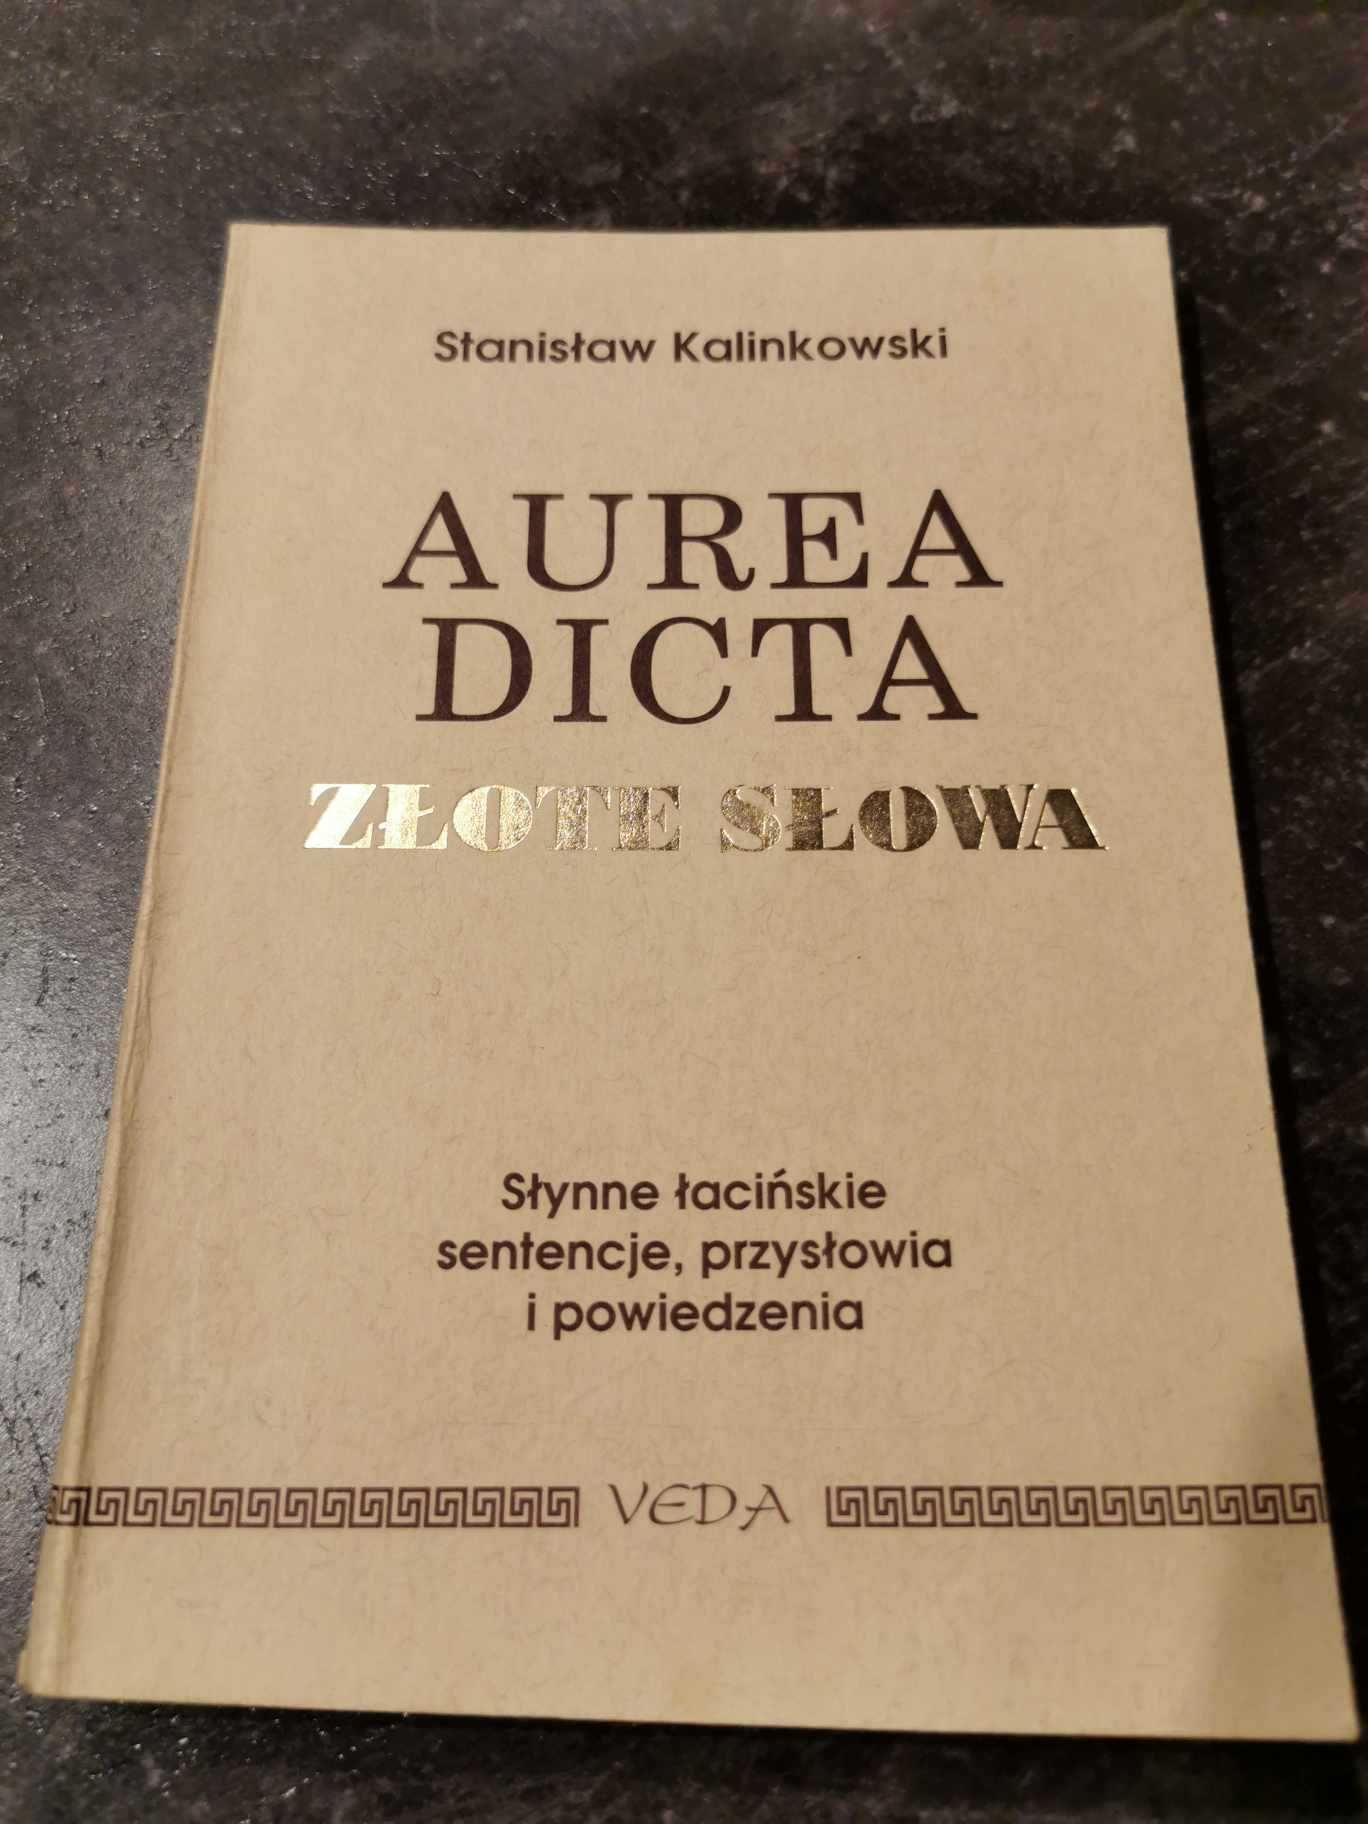 Stanisław Kalinkowski
AUREA
DICTA
ZŁOTE SŁOWA
Słynne łacińskie
sentencje, przysłowia
i powiedzenia
VEDA